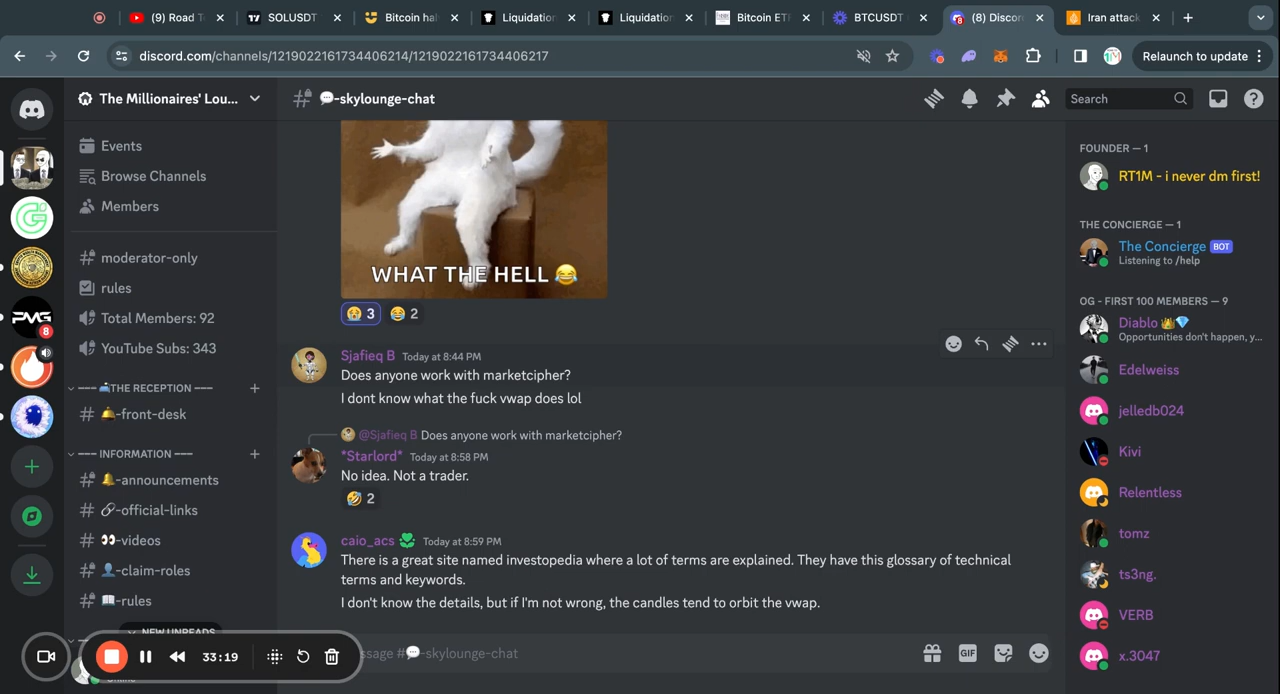 (9) Road T
SOLUSDT
Bitcoin hal
Liquidation
Liquidation
Bitcoin ETF
BTCUSDT
(8) Discor
Iran attack
discord.com/channels/1219022161734406214/1219022161734406217
Relaunch to update
The Millionaires' Lou...
💬-skylounge-chat
Search
Events
Browse Channels
Members
moderator-only
rules
Total Members: 92
YouTube Subs: 343
--- 🛋THE RECEPTION ---
🛎-front-desk
--- INFORMATION ---
🔔-announcements
🔗-official-links
👀-videos
👤-claim-roles
📖-rules
NEW UNREADS
Online
33:19
PMG
8
WHAT THE HELL 😂
😭 3 😂 2
Sjafieq B Today at 8:44 PM
Does anyone work with marketcipher?
I dont know what the fuck vwap does lol
@Sjafieq B Does anyone work with marketcipher?
*Starlord* Today at 8:58 PM
No idea. Not a trader.
🤣 2
caio_acs Today at 8:59 PM
There is a great site named investopedia where a lot of terms are explained. They have this glossary of technical
terms and keywords.
I don't know the details, but if I'm not wrong, the candles tend to orbit the vwap.
ssage #💬-skylounge-chat
GIF
FOUNDER — 1
RT1M - i never dm first!
THE CONCIERGE — 1
The Concierge BOT
Listening to /help
OG - FIRST 100 MEMBERS — 9
Diablo 👑💎
Opportunities don't happen, y...
Edelweiss
jelledb024
Kivi
Relentless
tomz
ts3ng.
VERB
x.3047